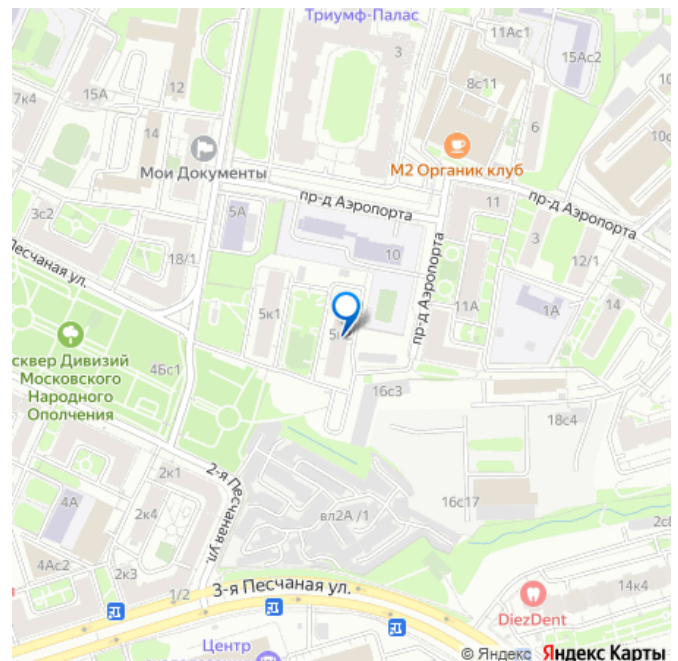 Триумф-Палас
11Ас1
3
15Ас2
12
8с11
7к4
15А
10с
14
6
Мои Документы
М2 Органик клуб
пр-д Аэропорта
пр-д Аэропорта
11
3с2
5А
3
18/1
10
12/1
Песчаная ул.
пр-д Аэропорта
11А
1А
14
5к1
сквер Дивизий
Московского
Народного
Ополчения
4Бс1
16с3
18с4
2к1
2-я Песчаная ул.
4А
16с17
2к4
вл2А /1
2с8
4Ас2
2к3
1/2
3-я Песчаная ул.
14к4
DiezDent
Центр
© Яндекс Яндекс Карты